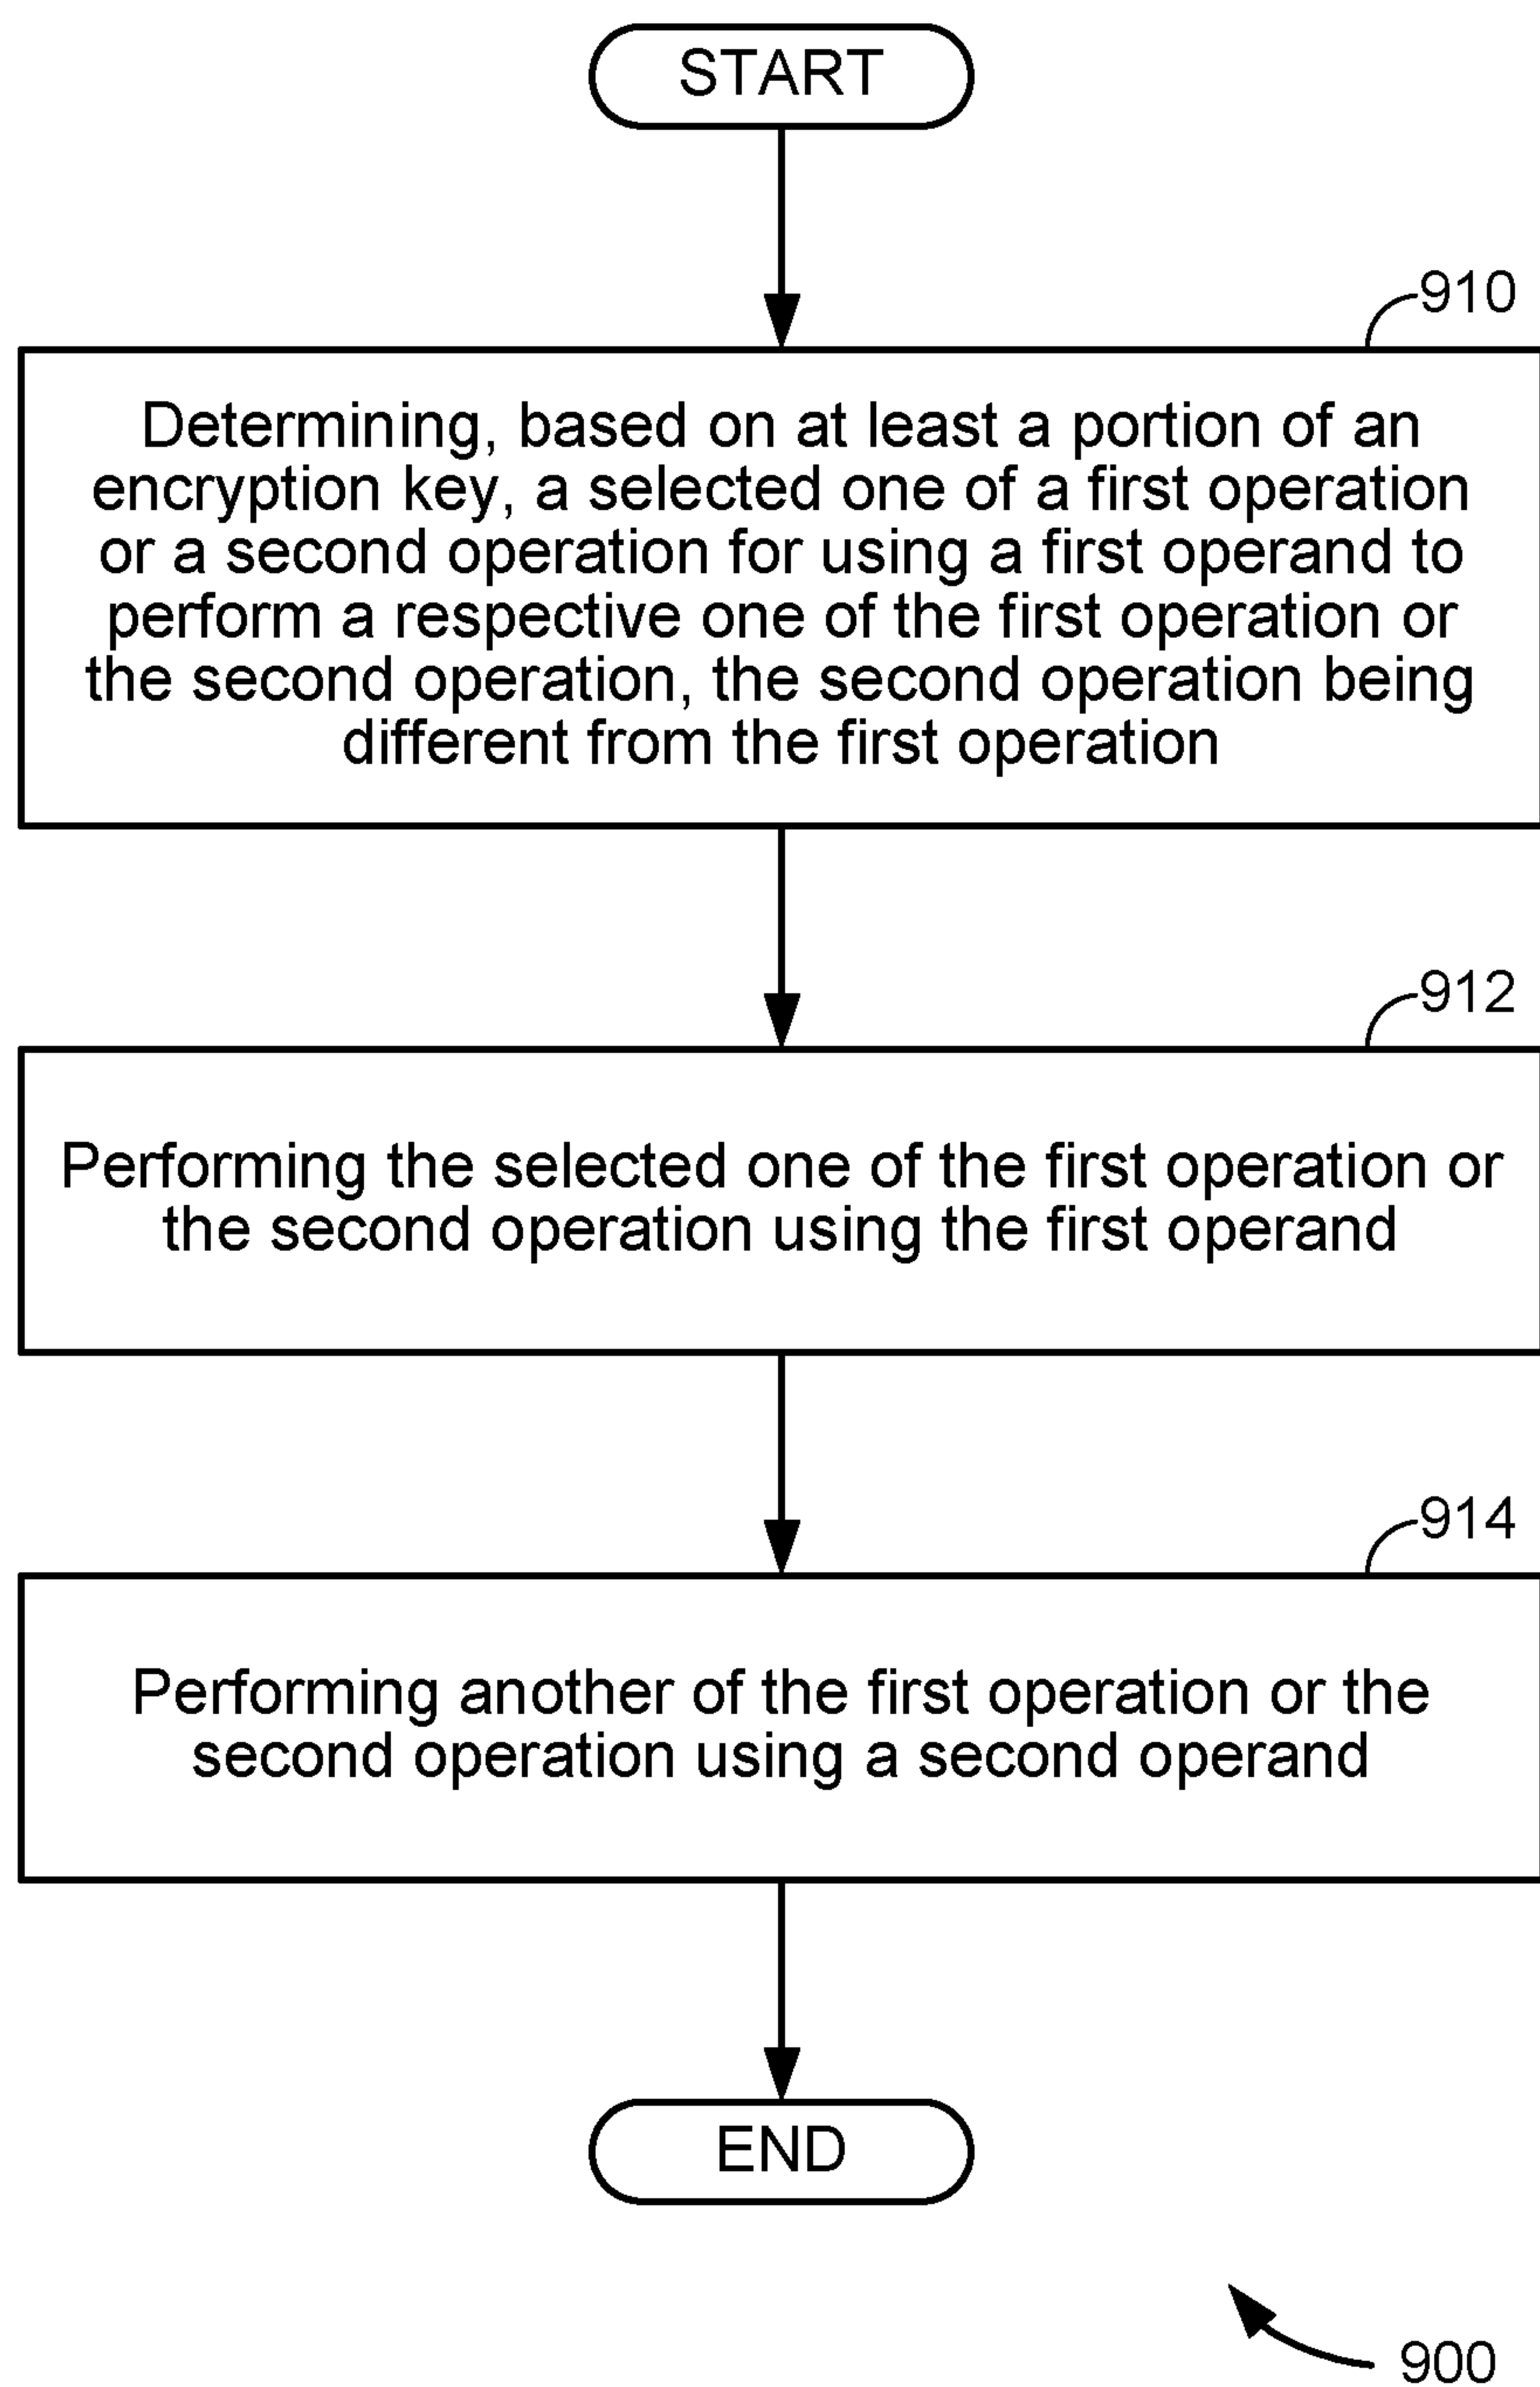 START
910
Determining, based on at least a portion of an
encryption key, a selected one of a first operation
or a second operation for using a first operand to
perform a respective one of the first operation or
the second operation, the second operation being
different from the first operation
912
Performing the selected one of the first operation or
the second operation using the first operand
914
Performing another of the first operation or the
second operation using a second operand
END
900